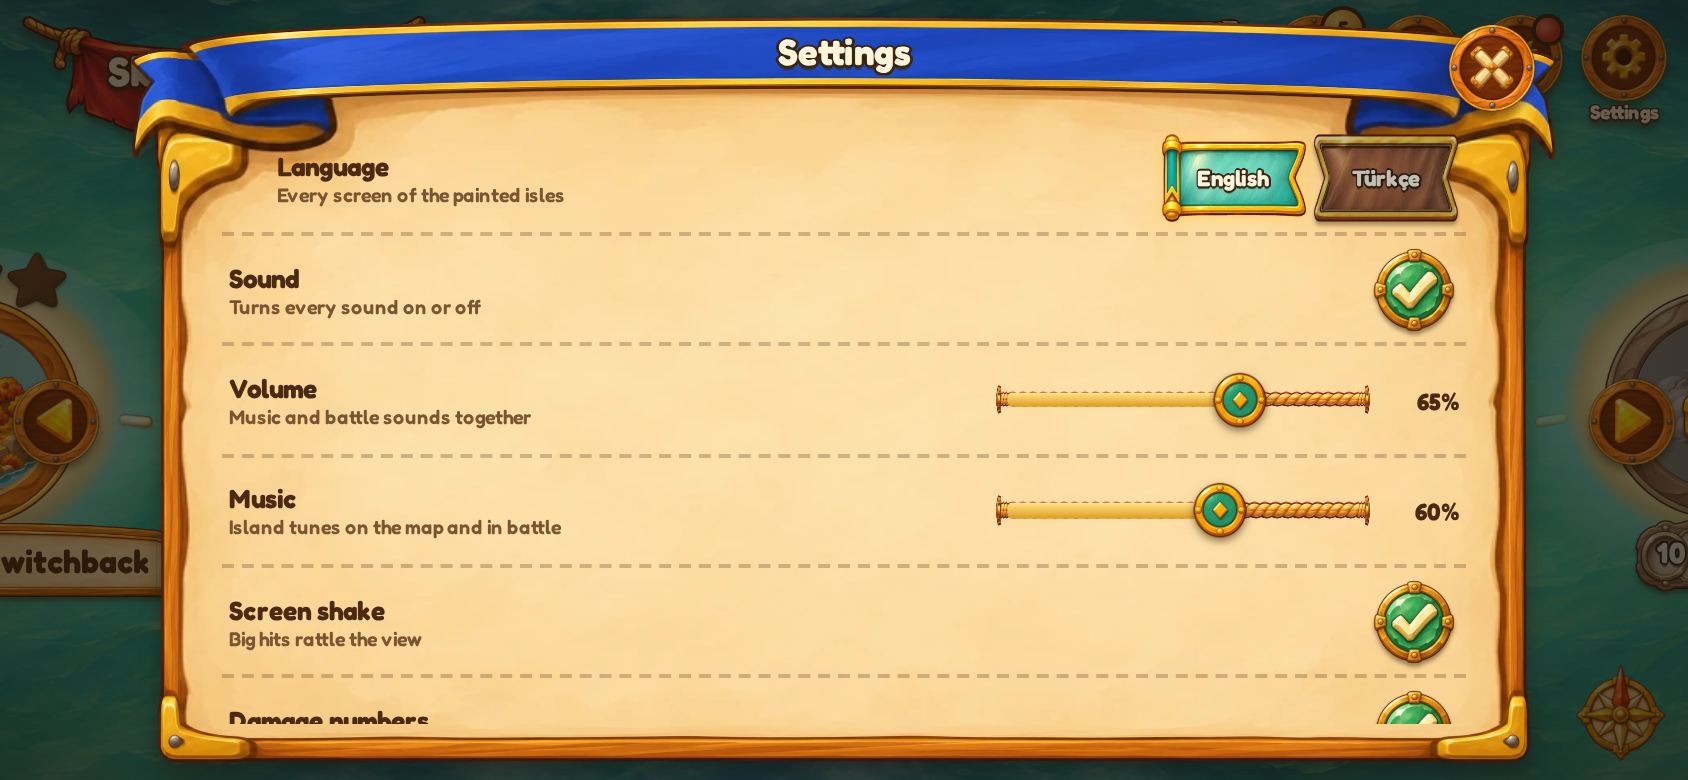 Settings
Settings
Language
Every screen of the painted isles
English
Türkçe
Sound
Turns every sound on or off
Volume
Music and battle sounds together
65%
Music
Island tunes on the map and in battle
60%
witchback
10
Screen shake
Big hits rattle the view
Damage numbers